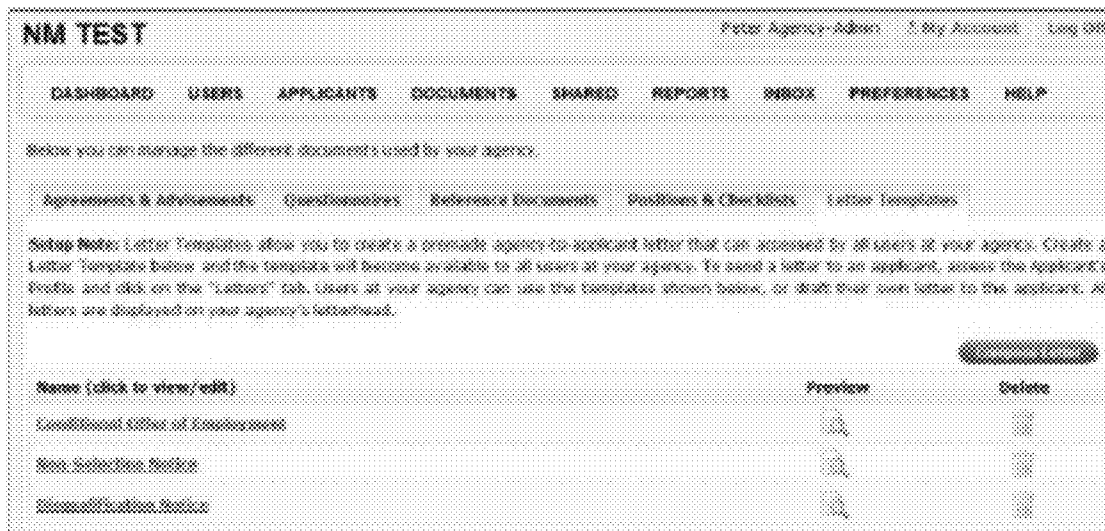 NM TEST
Peter Agency-Admin My Account Log Off
DASHBOARD USERS APPLICANTS DOCUMENTS SHARED REPORTS INBOX PREFERENCES HELP
Below you can manage the different documents used by your agency.
Agreements & Advisements Questionnaires Reference Documents Positions & Checklists Letter Templates
Setup Note: Letter Templates allow you to create a premade agency-to-applicant letter that can accessed by all users at your agency. Create a
Letter Template below and the template will become available to all users at your agency. To send a letter to an applicant, access the Applicant's
Profile and click on the "Letters" tab. Users at your agency can use the templates shown below, or draft their own letter to the applicant. All
letters are displayed on your agency's letterhead.
Name (click to view/edit) Preview Delete
Conditional Offer of Employment
Non Selection Notice
Disqualification Notice